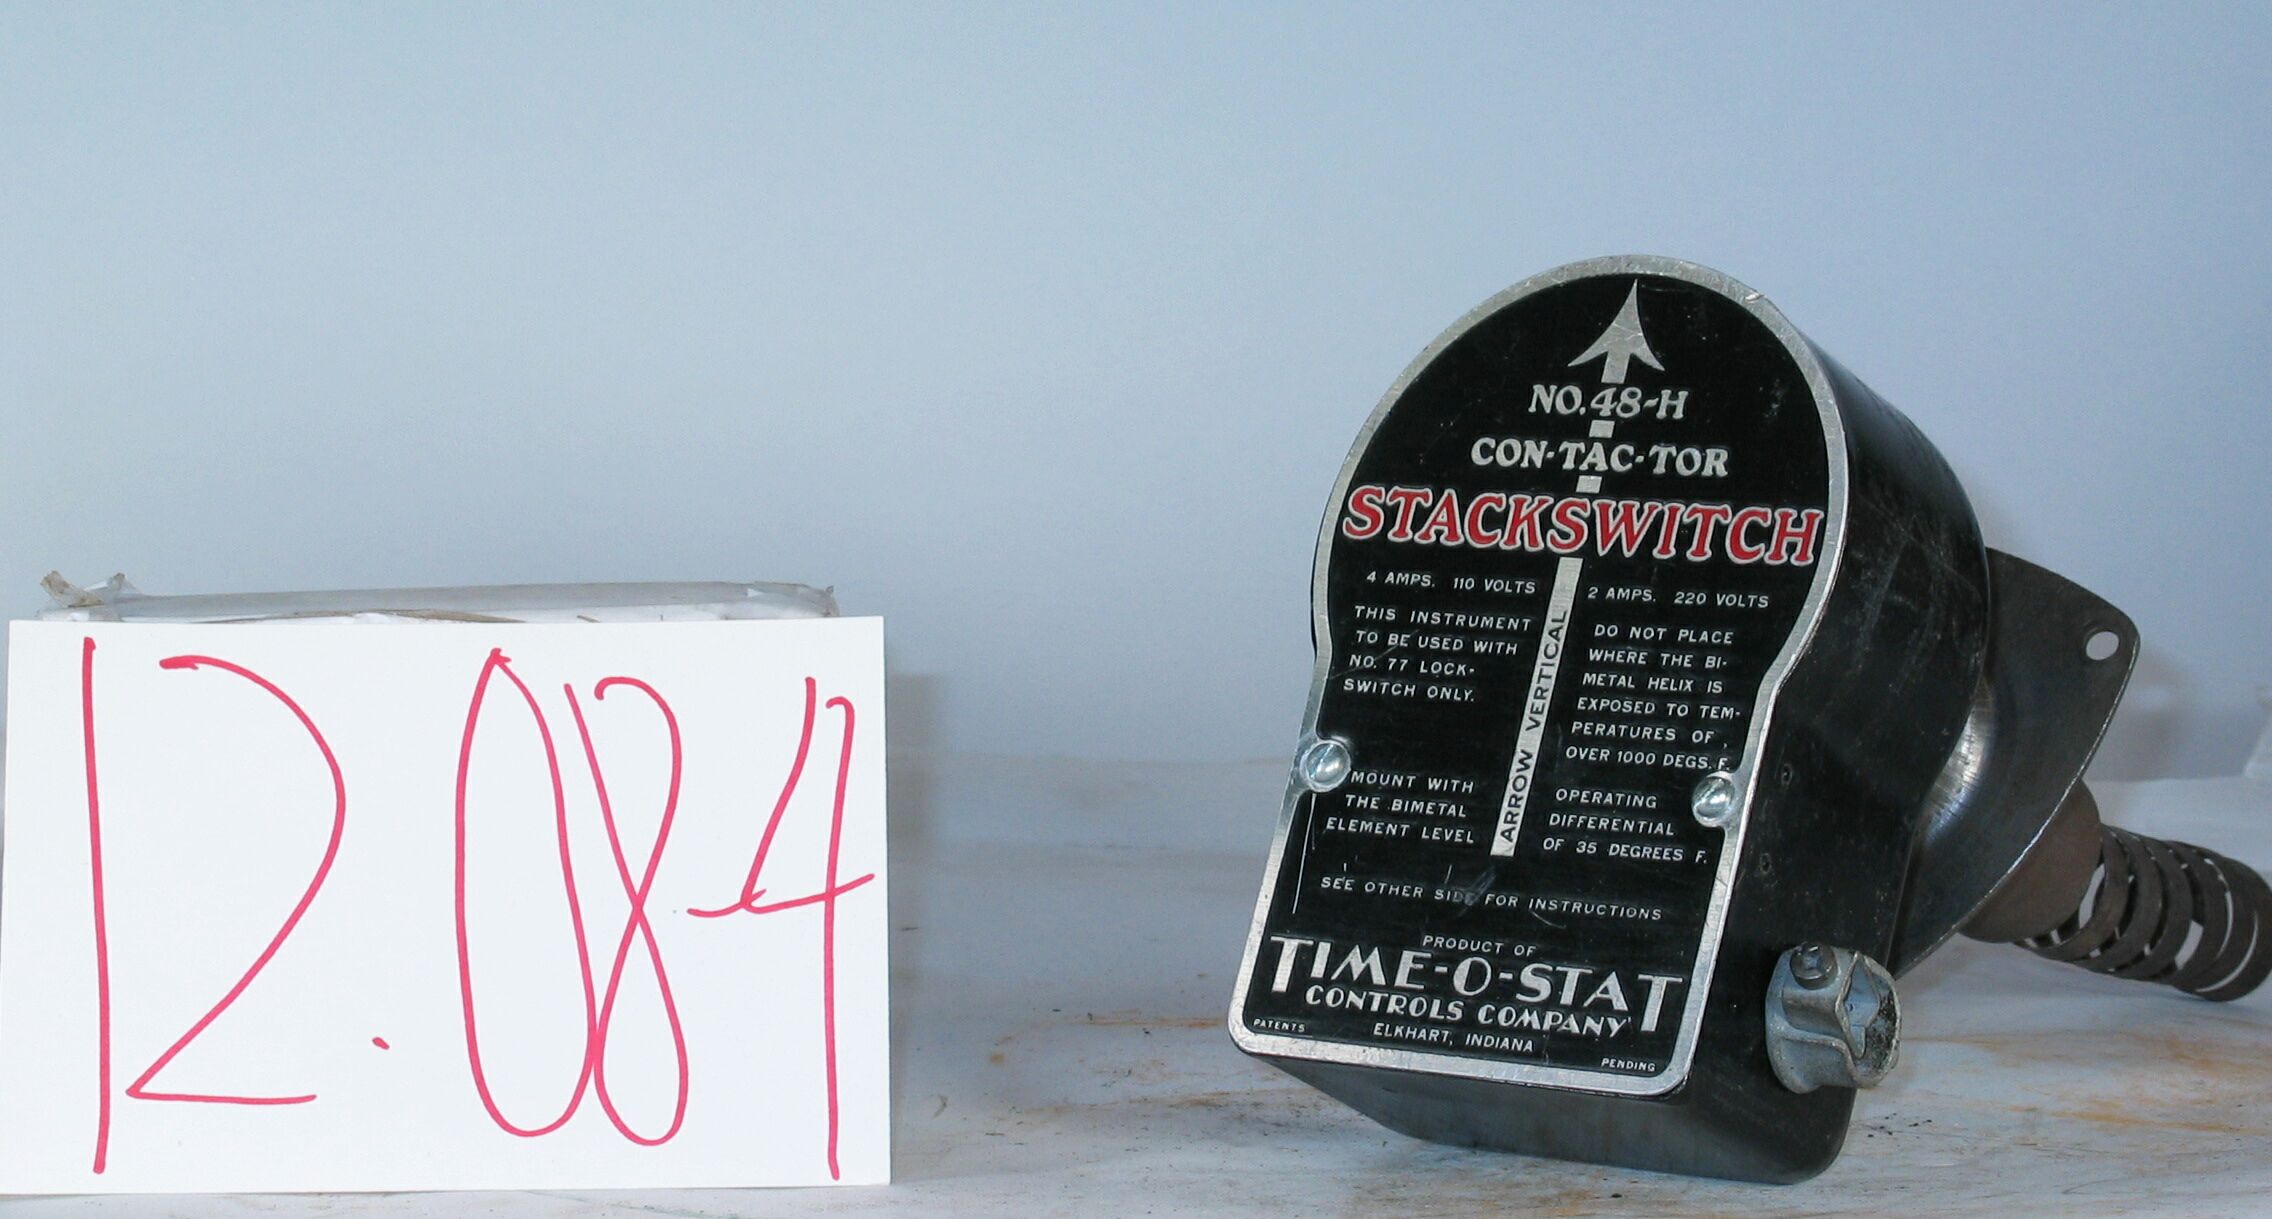 12.084
NO. 48-H
CON-TAC-TOR
STACKSWITCH
4 AMPS. 110 VOLTS
THIS INSTRUMENT
TO BE USED WITH
NO. 77 LOCK-
SWITCH ONLY.
MOUNT WITH
THE BIMETAL
ELEMENT LEVEL
ARROW VERTICAL
2 AMPS. 220 VOLTS
DO NOT PLACE
WHERE THE BI-
METAL HELIX IS
EXPOSED TO TEM-
PERATURES OF
OVER 1000 DEGS. F.
OPERATING
DIFFERENTIAL
OF 35 DEGREES F.
SEE OTHER SIDE FOR INSTRUCTIONS
PRODUCT OF
TIME-O-STAT
CONTROLS COMPANY
ELKHART, INDIANA
PATENTS
PENDING